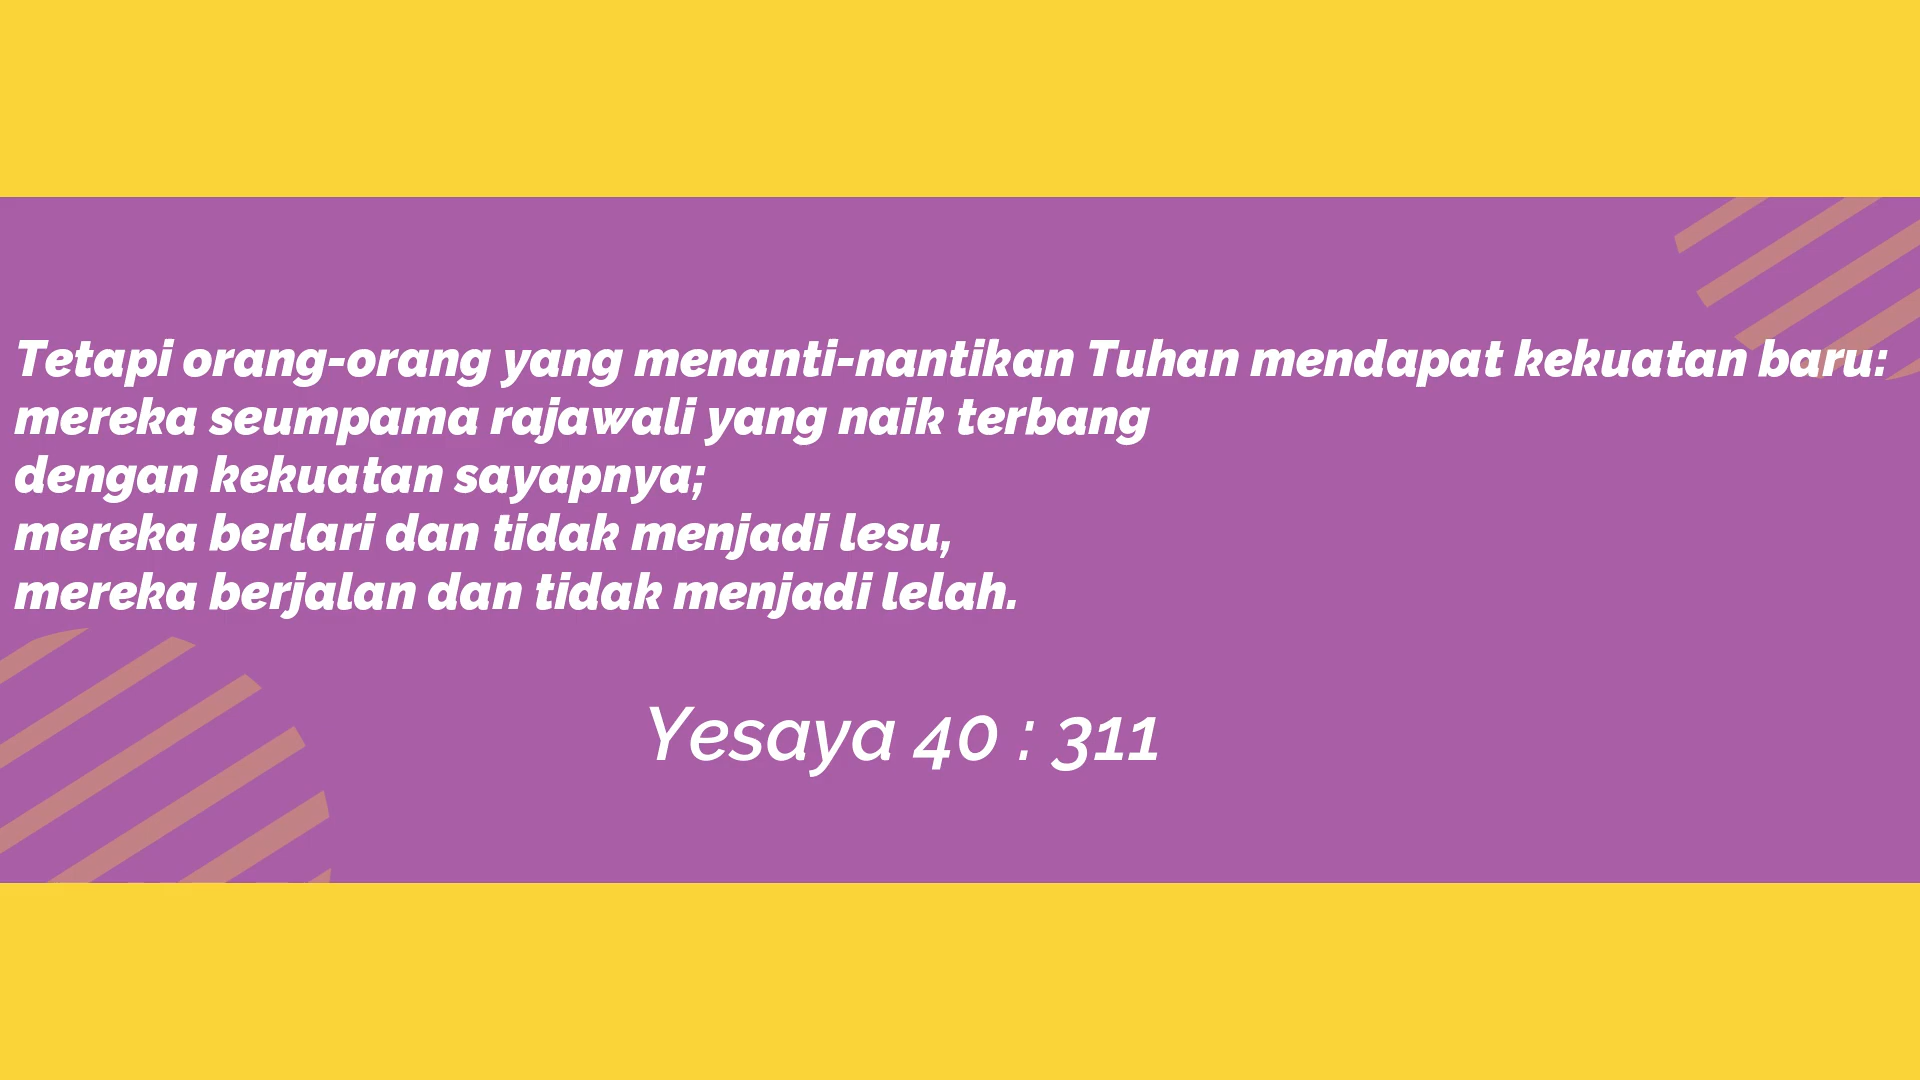 Tetapi orang-orang yang menanti-nantikan Tuhan mendapat kekuatan baru:
mereka seumpama rajawali yang naik terbang
dengan kekuatan sayapnya;
mereka berlari dan tidak menjadi lesu,
mereka berjalan dan tidak menjadi lelah.
Yesaya 40 : 311